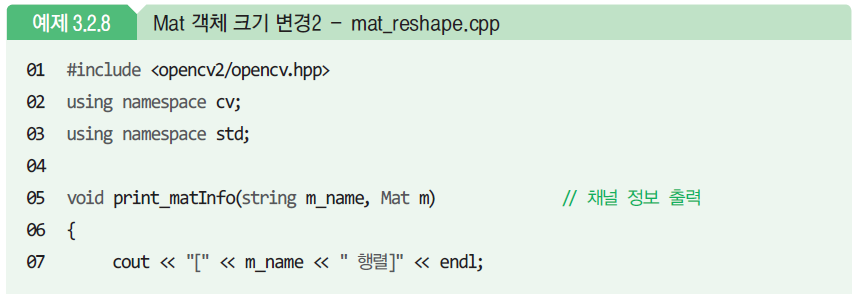 예제 3.2.8 Mat 객체 크기 변경2 - mat_reshape.cpp
01 #include <opencv2/opencv.hpp>
02 using namespace cv;
03 using namespace std;
04
05 void print_matInfo(string m_name, Mat m) // 채널 정보 출력
06 {
07 cout << "[" << m_name << " 행렬]" << endl;